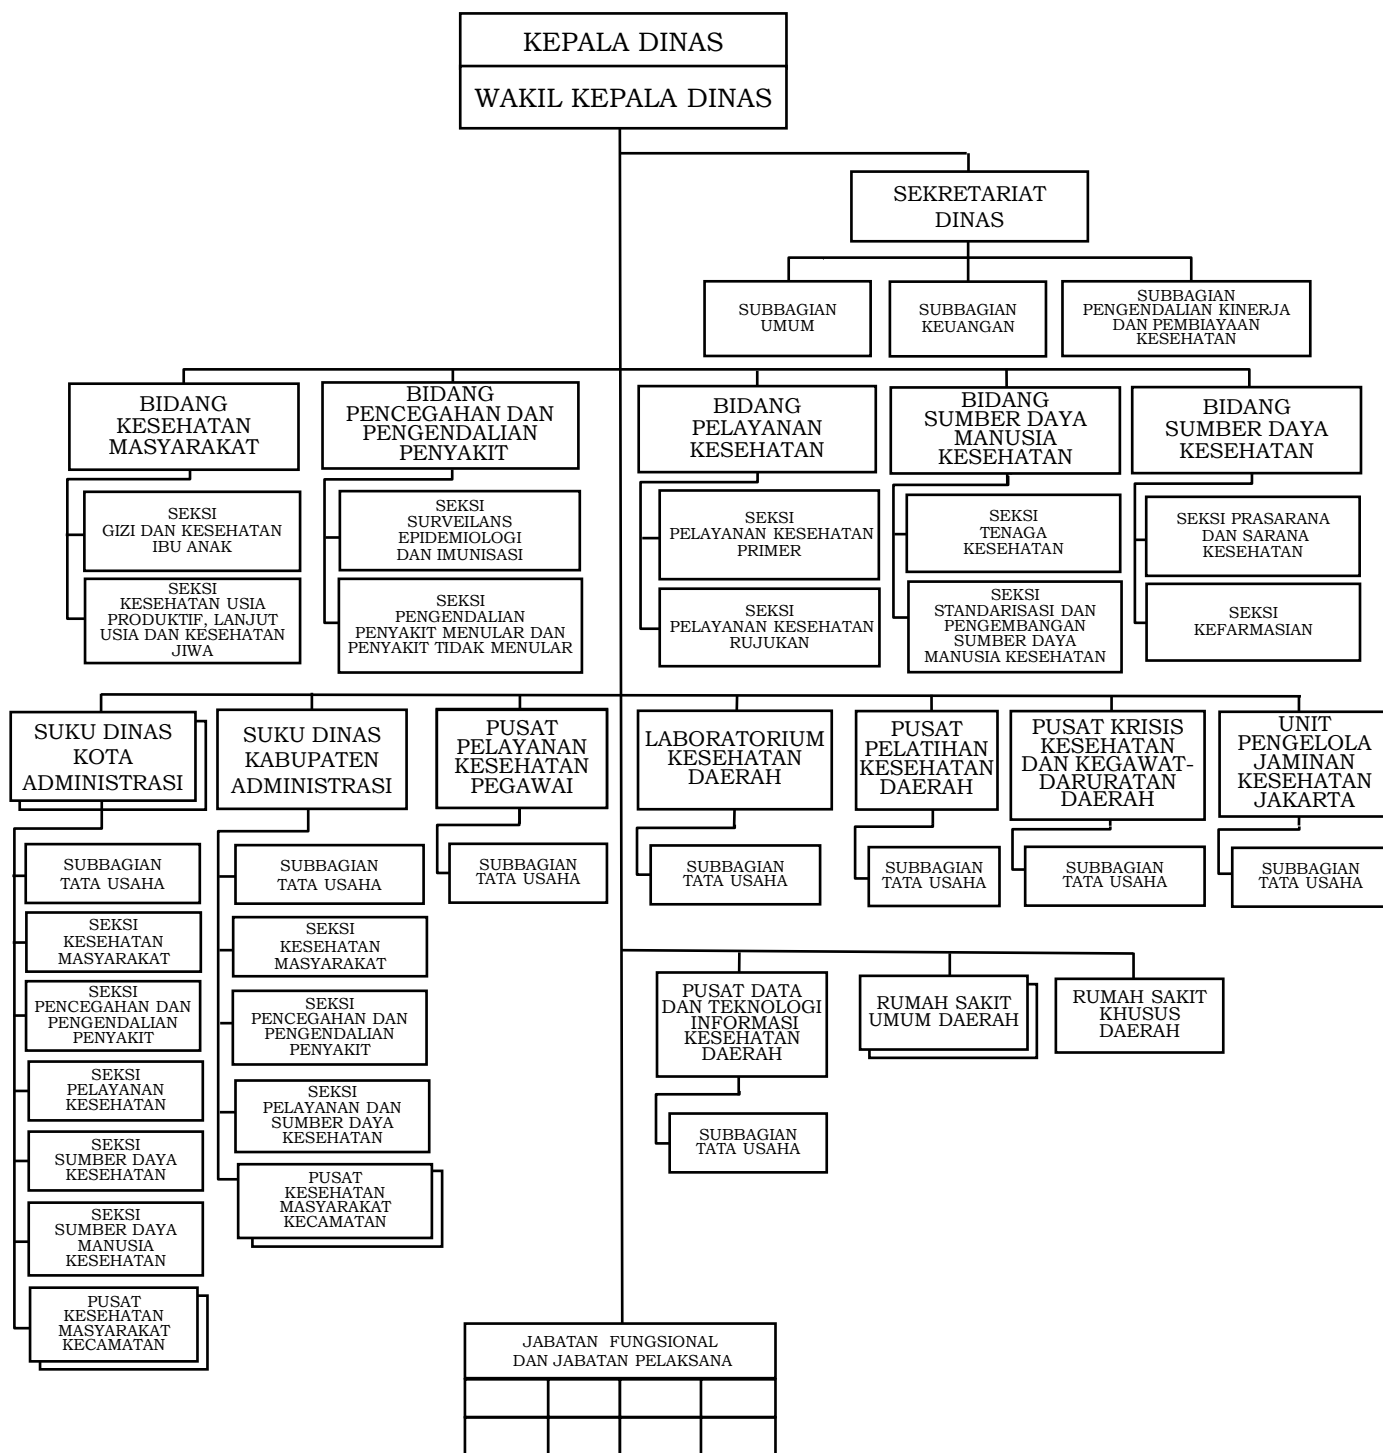 KEPALA DINAS
WAKIL KEPALA DINAS
SEKRETARIAT
DINAS
SUBBAGIAN
UMUM
SUBBAGIAN
KEUANGAN
SUBBAGIAN
PENGENDALIAN KINERJA
DAN PEMBIAYAAN
KESEHATAN
BIDANG
KESEHATAN
MASYARAKAT
BIDANG
PENCEGAHAN DAN
PENGENDALIAN
PENYAKIT
BIDANG
PELAYANAN
KESEHATAN
BIDANG
SUMBER DAYA
MANUSIA
KESEHATAN
BIDANG
SUMBER DAYA
KESEHATAN
SEKSI
GIZI DAN KESEHATAN
IBU ANAK
SEKSI
SURVEILANS
EPIDEMIOLOGI
DAN IMUNISASI
SEKSI
PELAYANAN KESEHATAN
PRIMER
SEKSI
TENAGA
KESEHATAN
SEKSI PRASARANA
DAN SARANA
KESEHATAN
SEKSI
KESEHATAN USIA
PRODUKTIF, LANJUT
USIA DAN KESEHATAN
JIWA
SEKSI
PENGENDALIAN
PENYAKIT MENULAR DAN
PENYAKIT TIDAK MENULAR
SEKSI
PELAYANAN KESEHATAN
RUJUKAN
SEKSI
STANDARISASI DAN
PENGEMBANGAN
SUMBER DAYA
MANUSIA KESEHATAN
SEKSI
KEFARMASIAN
SUKU DINAS
KOTA
ADMINISTRASI
SUKU DINAS
KABUPATEN
ADMINISTRASI
PUSAT
PELAYANAN
KESEHATAN
PEGAWAI
LABORATORIUM
KESEHATAN
DAERAH
PUSAT
PELATIHAN
KESEHATAN
DAERAH
PUSAT KRISIS
KESEHATAN
DAN KEGAWAT-
DARURATAN
DAERAH
UNIT
PENGELOLA
JAMINAN
KESEHATAN
JAKARTA
SUBBAGIAN
TATA USAHA
SUBBAGIAN
TATA USAHA
SUBBAGIAN
TATA USAHA
SUBBAGIAN
TATA USAHA
SUBBAGIAN
TATA USAHA
SUBBAGIAN
TATA USAHA
SUBBAGIAN
TATA USAHA
SEKSI
KESEHATAN
MASYARAKAT
SEKSI
PENCEGAHAN DAN
PENGENDALIAN
PENYAKIT
SEKSI
PELAYANAN
KESEHATAN
SEKSI
SUMBER DAYA
KESEHATAN
SEKSI
SUMBER DAYA
MANUSIA
KESEHATAN
PUSAT
KESEHATAN
MASYARAKAT
KECAMATAN
SEKSI
KESEHATAN
MASYARAKAT
SEKSI
PENCEGAHAN DAN
PENGENDALIAN
PENYAKIT
SEKSI
PELAYANAN DAN
SUMBER DAYA
KESEHATAN
PUSAT
KESEHATAN
MASYARAKAT
KECAMATAN
PUSAT DATA
DAN TEKNOLOGI
INFORMASI
KESEHATAN
DAERAH
RUMAH SAKIT
UMUM DAERAH
RUMAH SAKIT
KHUSUS
DAERAH
SUBBAGIAN
TATA USAHA
JABATAN FUNGSIONAL
DAN JABATAN PELAKSANA